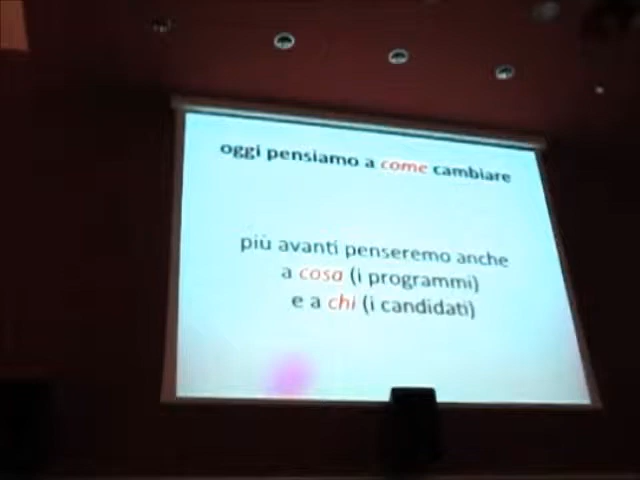 oggi pensiamo a come cambiare
più avanti penseremo anche
a cosa (i programmi)
e a chi (i candidati)